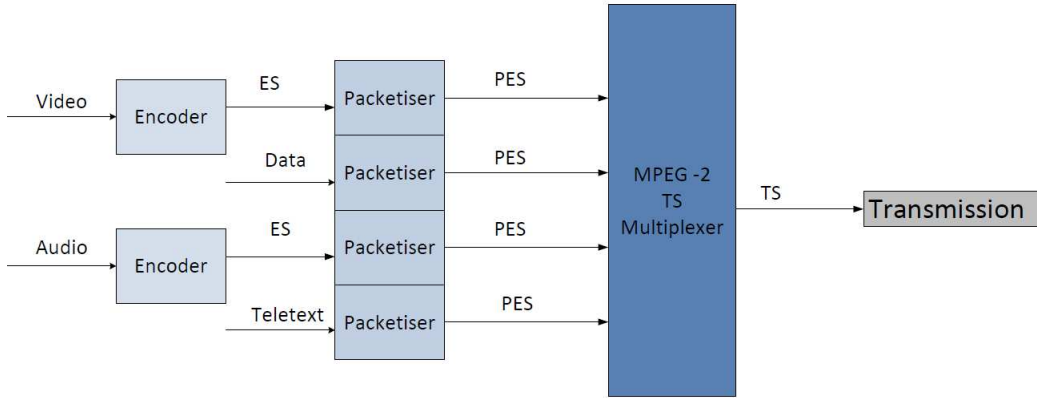 Video
Encoder
ES
Packetiser
PES
Data
Packetiser
PES
Audio
Encoder
ES
Packetiser
PES
Teletext
Packetiser
PES
MPEG -2
TS
Multiplexer
TS
Transmission